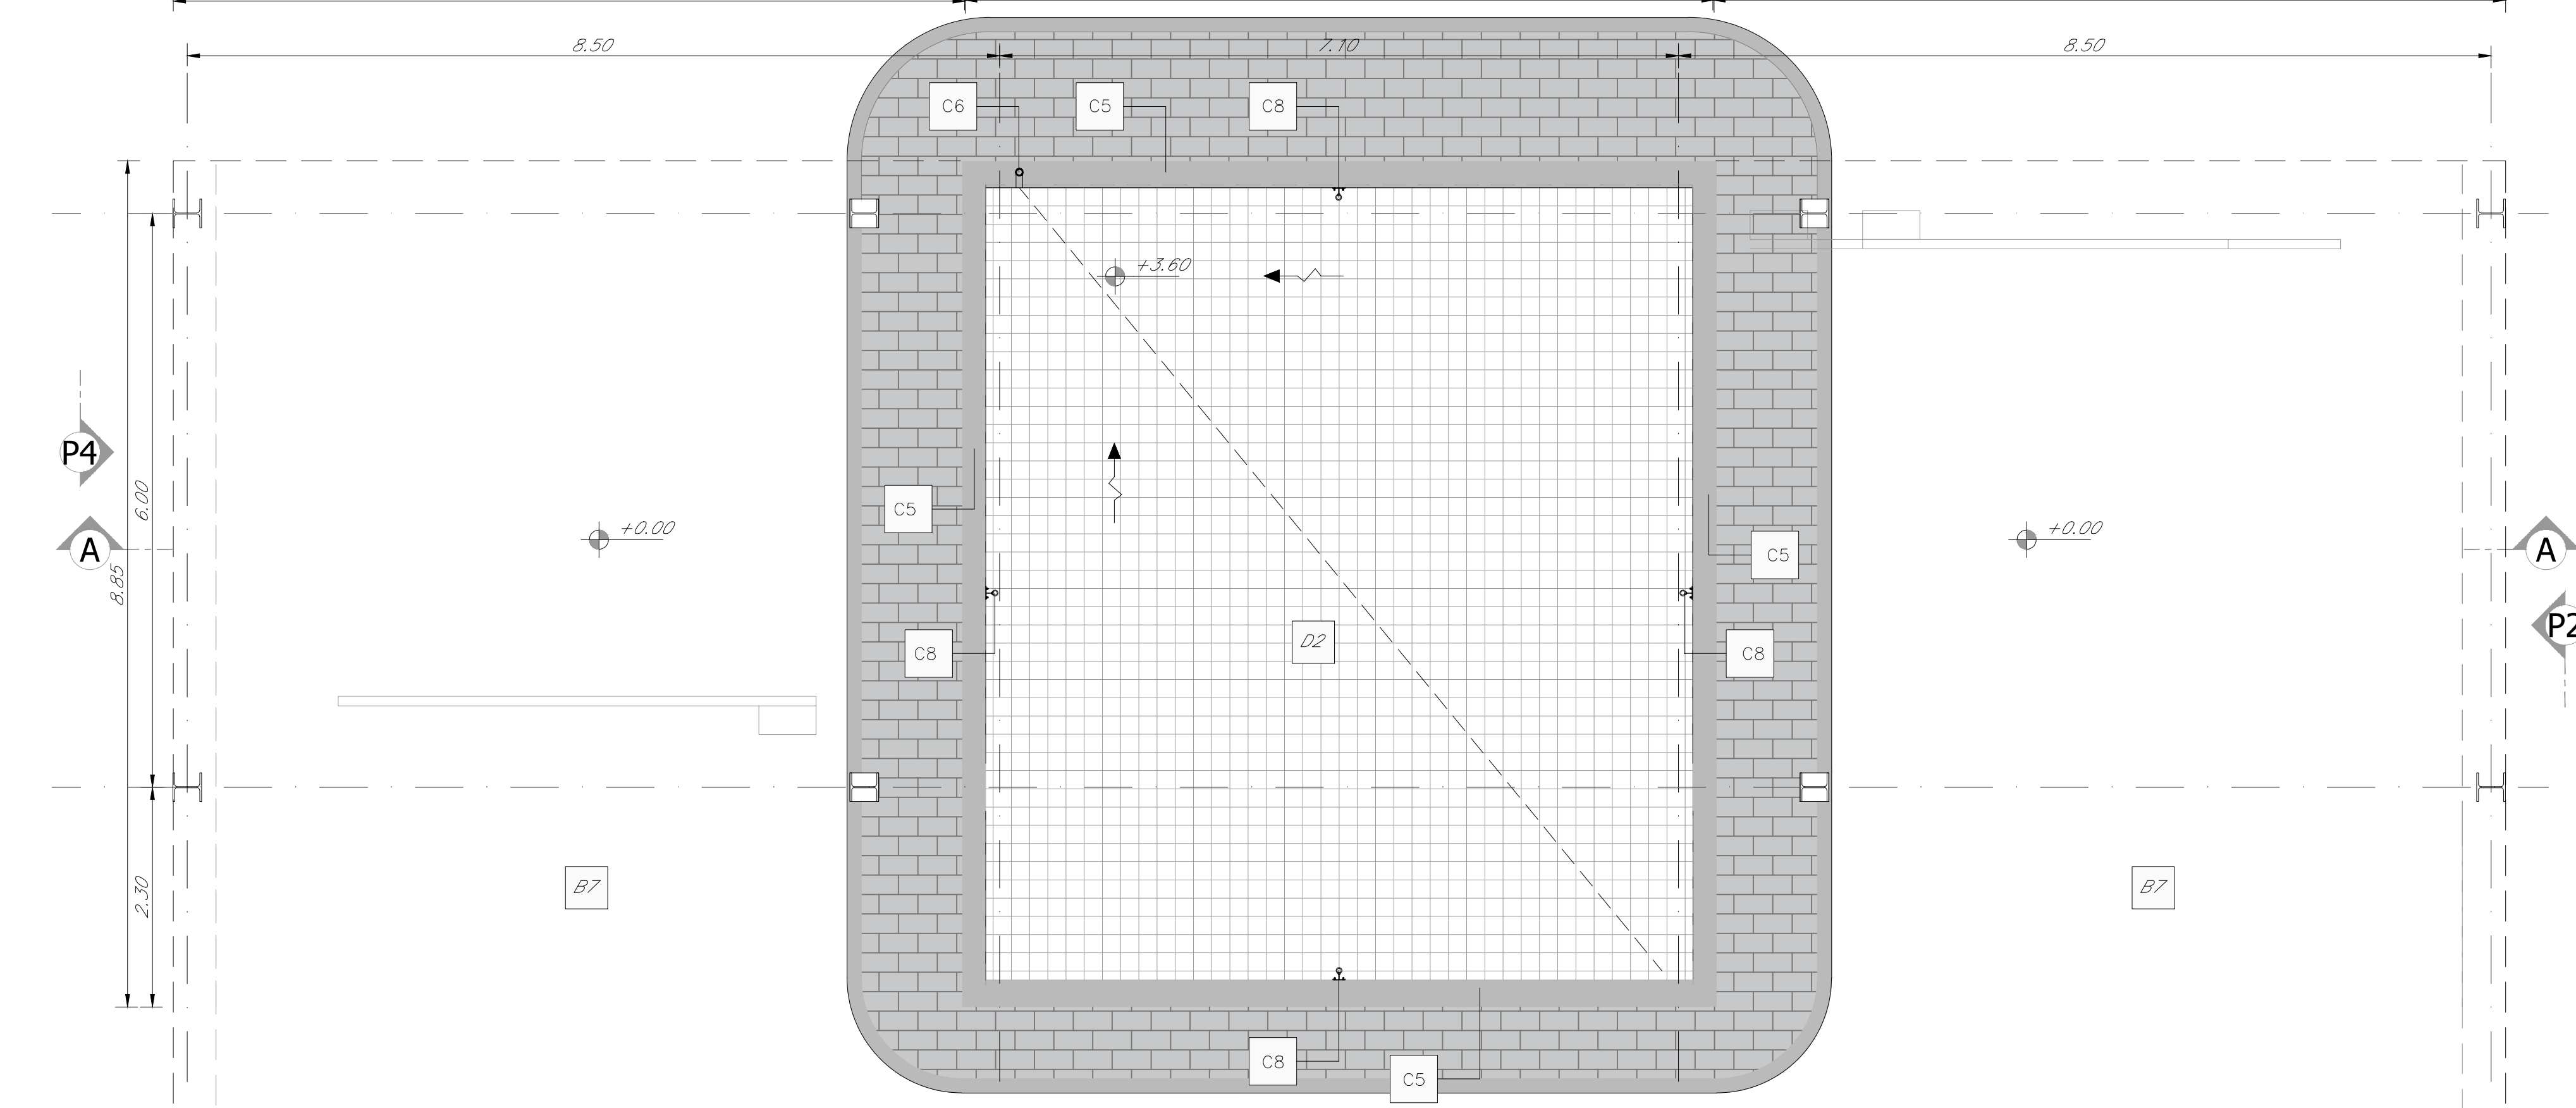 8.50 7.10 8.50
C6 C5 C8
+3.60
P4
6.00
C5
+0.00 +0.00
A A
C5
8.85
P2
D2
C8 C8
2.30
B7 B7
C8
C5